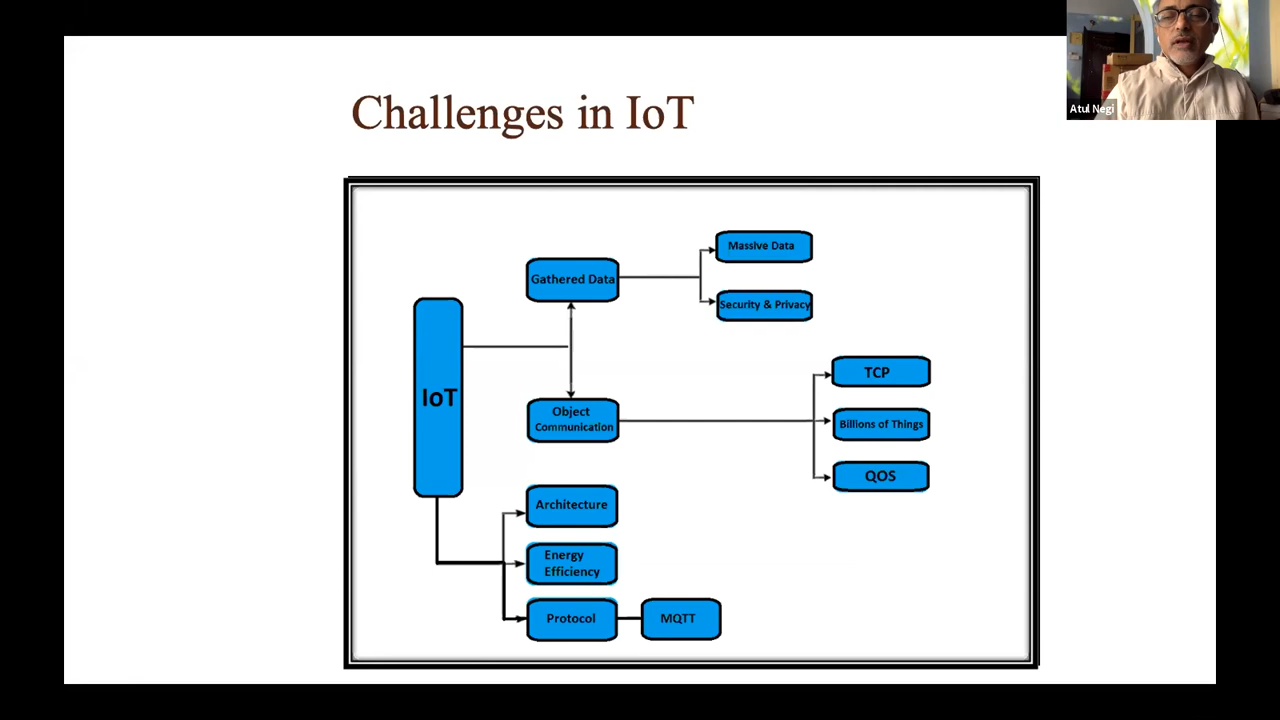 Atul Negi
Challenges in IoT
Massive Data
Gathered Data
Security & Privacy
IoT
TCP
Object
Communication
Billions of Things
QOS
Architecture
Energy
Efficiency
Protocol
MQTT